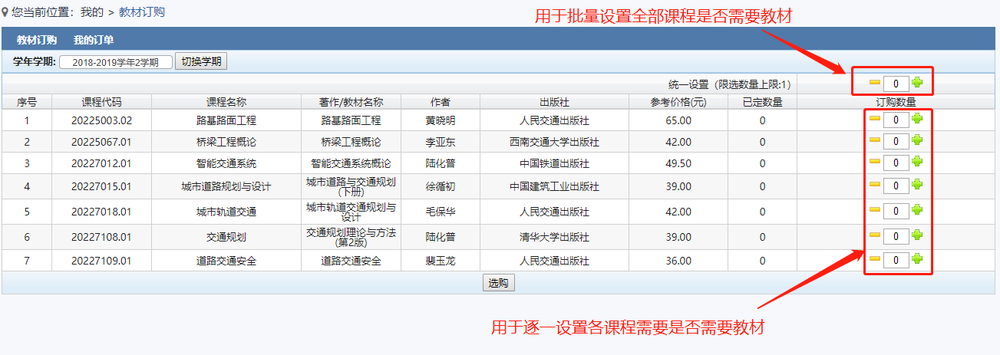 您当前位置：我的 > 教材订购
用于批量设置全部课程是否需要教材
教材订购 我的订单
学年学期: 2018-2019学年2学期 切换学期
统一设置（限选数量上限:1） 0
序号 课程代码 课程名称 著作/教材名称 作者 出版社 参考价格(元) 已定数量 订购数量
1 20225003.02 路基路面工程 路基路面工程 黄晓明 人民交通出版社 65.00 0 0
2 20225067.01 桥梁工程概论 桥梁工程概论 李亚东 西南交通大学出版社 42.00 0 0
3 20227012.01 智能交通系统 智能交通系统概论 陆化普 中国铁道出版社 49.50 0 0
4 20227015.01 城市道路规划与设计 城市道路与交通规划 徐循初 中国建筑工业出版社 39.00 0 0
(下册)
5 20227018.01 城市轨道交通 城市轨道交通规划与 毛保华 人民交通出版社 42.00 0 0
设计
6 20227108.01 交通规划 交通规划理论与方法 陆化普 清华大学出版社 39.00 0 0
(第2版)
7 20227109.01 道路交通安全 道路交通安全 裴玉龙 人民交通出版社 36.00 0 0
选购
用于逐一设置各课程需要是否需要教材